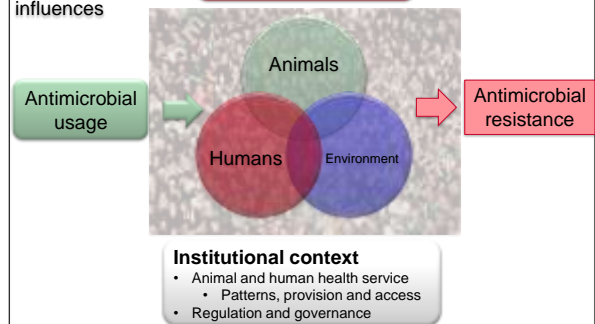 influences
Animals
Antimicrobial
usage
Humans
Environment
Antimicrobial
resistance
Institutional context
• Animal and human health service
• Patterns, provision and access
• Regulation and governance